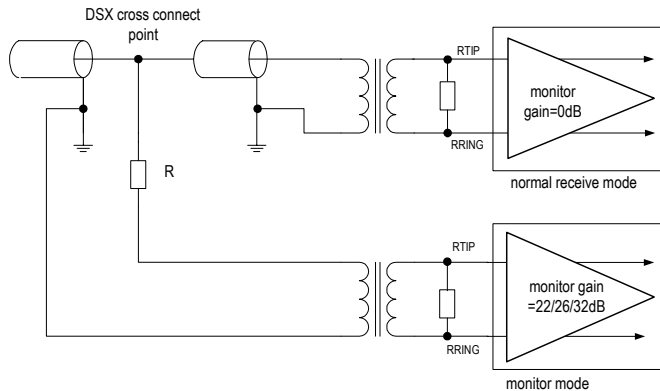 DSX cross connect
point
RTIP
monitor
gain=0dB
RRING
normal receive mode
R
RTIP
monitor gain
=22/26/32dB
RRING
monitor mode